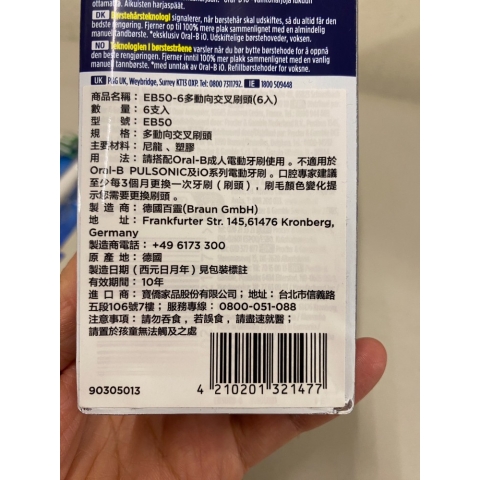 ottamista. Aikuisten harjaspäät.
DK Børstehårsteknologi signalerer, når børstehår skal udskiftes, så du altid får den
bedste rengøring. Fjerner op til 100% mere plak sammenlignet med en almindelig
manuel tandbørste. *eksklusiv Oral-B iO. Udskiftelige børstehoveder, voksen.
NO Teknologien i børstestråene varsler når du bør bytte børstehode for å oppnå
den beste rengjøringen. Fjerner opptil 100% mer plakk sammenlignet med en vanlig
manuell tannbørste. *med unntak av Oral-B iO. Refillbørstehoder for voksne.
UK P&G UK, Weybridge, Surrey KT13 0XP. Tel: 0800 731 1792. IE 1800 509448
商品名稱：EB50-6多動向交叉刷頭(6入)
數量：6支入
型號：EB50
規格：多動向交叉刷頭
主要材料：尼龍、塑膠
用法：請搭配Oral-B成人電動牙刷使用。不適用於
Oral-B PULSONIC及iO系列電動牙刷。口腔專家建議
至少每3個月更換一次牙刷（刷頭），刷毛顏色變化提
示您需要更換刷頭。
製造商：德國百靈(Braun GmbH)
地址：Frankfurter Str. 145,61476 Kronberg,
Germany
製造商電話：+49 6173 300
原產地：德國
製造日期（西元日月年）見包裝標註
有效期限：10年
進口商：寶僑家品股份有限公司；地址：台北市信義路
五段106號7樓；服務專線：0800-051-088
注意事項：請勿吞食，若誤食，請盡速就醫；
請置於孩童無法觸及之處
90305013
4 210201 321477